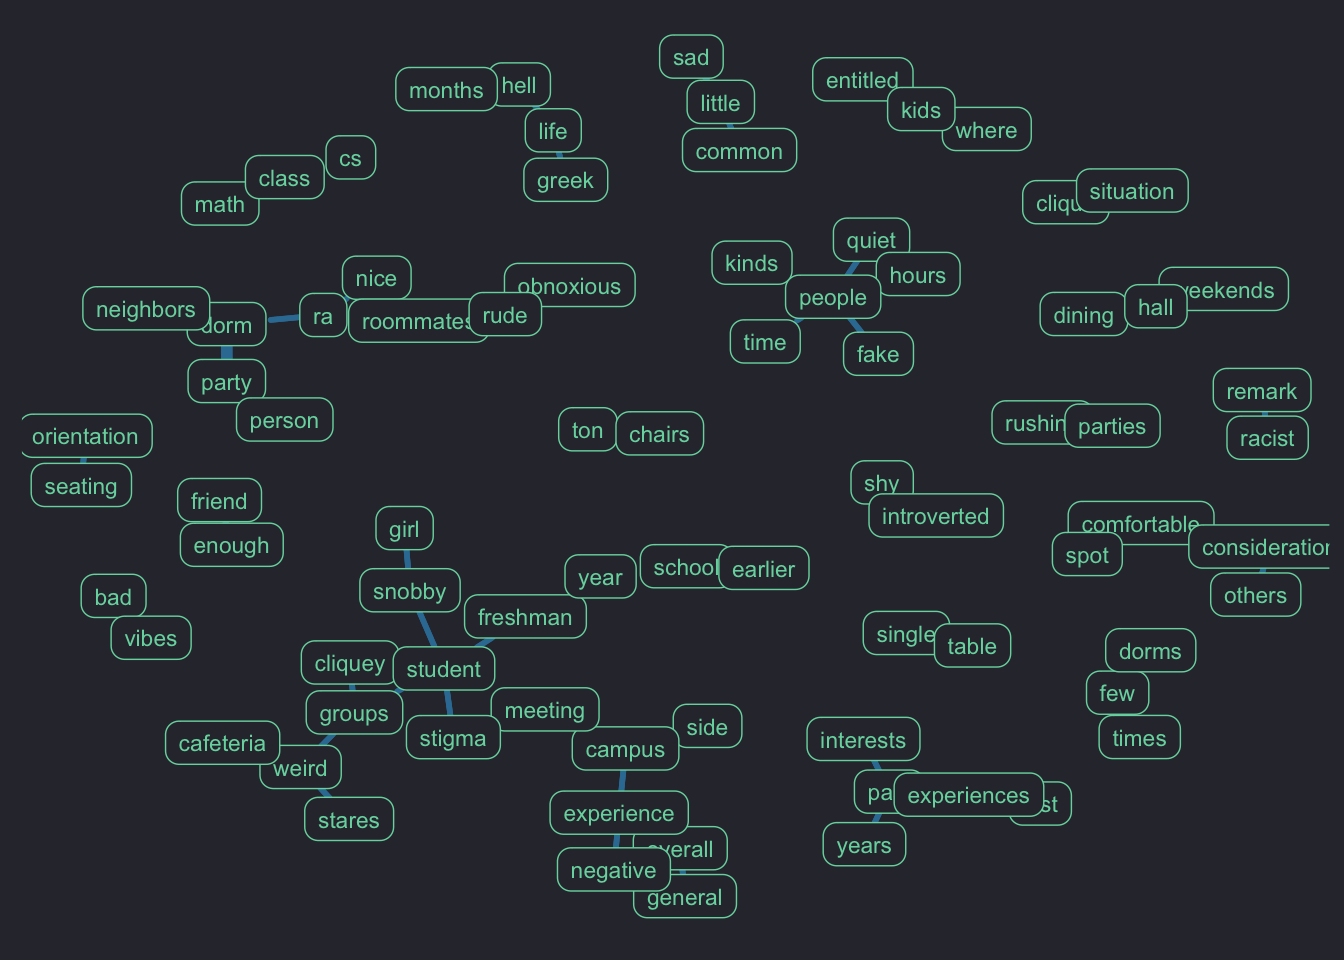 sad
hell
months
entitled
little
kids
life
where
common
cs
class
greek
situation
math
quiet
kinds
hours
nice
obnoxious
people
weekends
neighbors
hall
dorm
ra
roommates
rude
dining
time
fake
party
remark
person
rushin
parties
ton
chairs
orientation
racist
shy
seating
friend
introverted
girl
comfortable
enough
consideration
spot
school
earlier
year
snobby
bad
others
freshman
vibes
single
table
cliquey
student
dorms
few
groups
meeting
side
stigma
times
cafeteria
interests
campus
weird
experiences
experience
stares
years
overall
negative
general